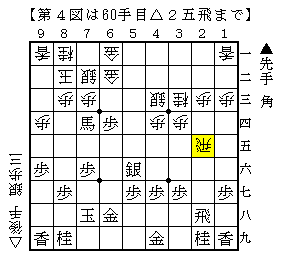 【第４図は60手目△２五飛まで】
９ ８ ７ ６ ５ ４ ３ ２ １
香 桂 金 香 一
玉 銀 金 二
歩 歩 銀 桂 歩 歩 三
歩 馬 歩 歩 歩 四
飛 五
歩 歩 銀 六
歩 歩 歩 歩 歩 七
玉 金 飛 八
香 桂 金 桂 香 九
▲先手 角
△後手 銀歩三